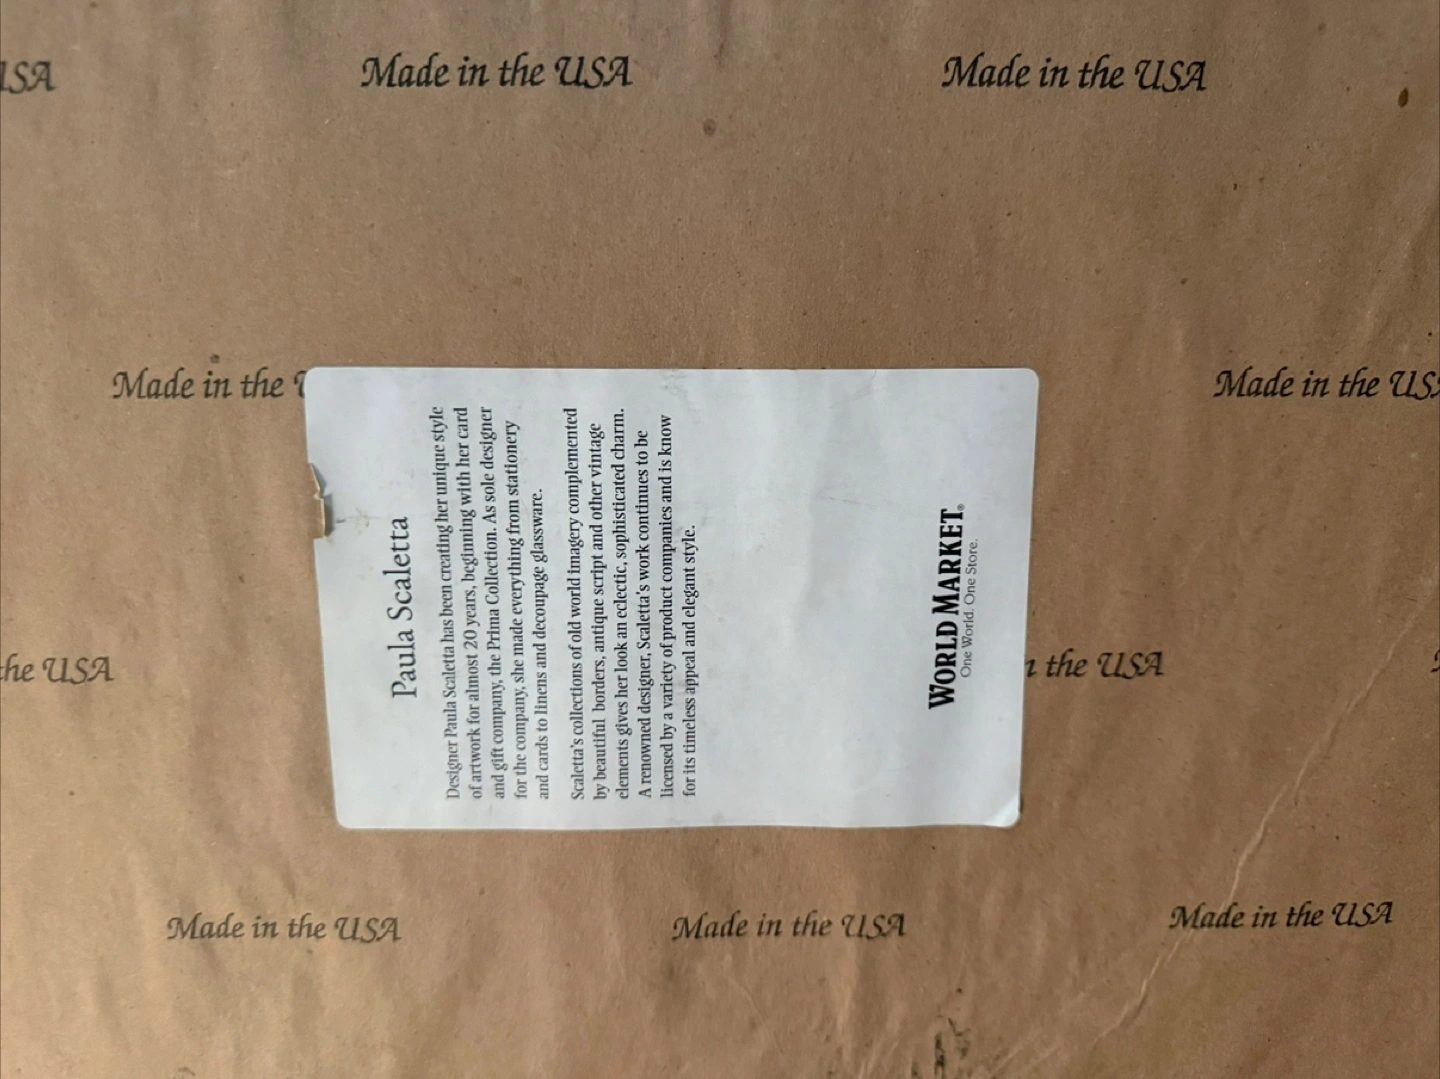 USA
Made in the USA
Made in the USA
Made in the
Made in the US
Paula Scaletta
Designer Paula Scaletta has been creating her unique style
of artwork for almost 20 years, beginning with her card
and gift company, the Prima Collection. As sole designer
for the company, she made everything from stationery
and cards to linens and decoupage glassware.
Scaletta's collections of old world imagery complemented
by beautiful borders, antique script and other vintage
elements gives her look an eclectic, sophisticated charm.
A renowned designer, Scaletta's work continues to be
licensed by a variety of product companies and is know
for its timeless appeal and elegant style.
WORLD MARKET®
One World. One Store.
the USA
the USA
Made in the USA
Made in the USA
Made in the USA